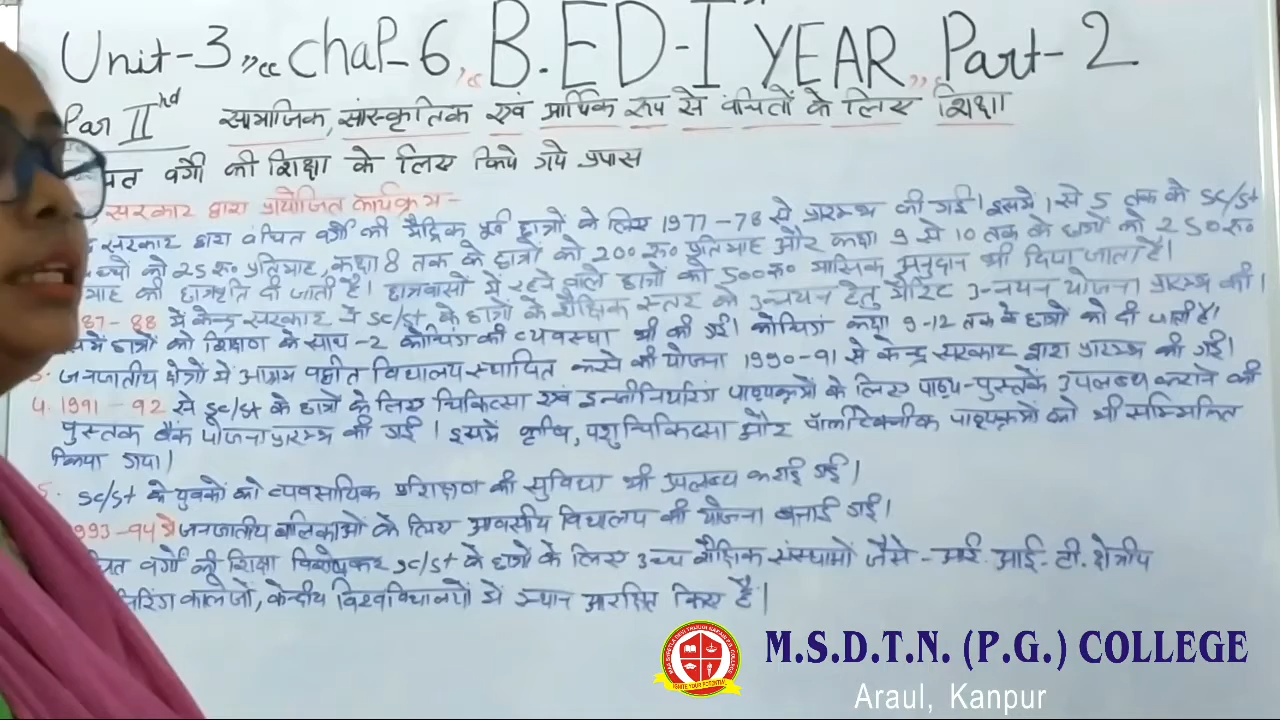 Unit-3,, "Chap-6," B.ED-I YEAR,, Part-2
Par II nd सामाजिक, सांस्कृतिक एवं आर्थिक रूप से वंचितों के लिए शिक्षा
वर्गों की शिक्षा के लिए किये गये प्रयास
सरकार द्वारा प्रायोजित कार्यक्रम-
सरकार द्वारा वंचित वर्गों की मैट्रिक पूर्व छात्रों के लिए 1977-78 से प्रारम्भ की गई। इसमें 1 से 5 तक के SC/St
को 25 रू० प्रतिमाह, कक्षा 8 तक के छात्रों को 200 रू० प्रतिमाह और कक्षा 9 से 10 तक के छात्रों को 250 रू०
की छात्रवृति दी जाती है। छात्रावासों में रहने वाले छात्रों को 500 रू० मासिक अनुदान भी दिया जाता है।
87-88 में केन्द्र सरकार ने SC/St के छात्रों के शैक्षिक स्तर को उन्नयन हेतु मैरिट उन्नयन योजना प्रारम्भ की।
छात्रों को शिक्षण के साथ-2 कोचिंग की व्यवस्था भी की गई। कोचिंग कक्षा 9-12 तक के छात्रों को दी जाती है।
जनजातीय क्षेत्रों में आश्रम पद्धति विद्यालय स्थापित करने की योजना 1990-91 से केन्द्र सरकार द्वारा प्रारम्भ की गई।
4. 1991-92 से SC/St के छात्रों के लिए चिकित्सा एवं इन्जीनियरिंग पाठ्यक्रमों के लिए पाठ्य-पुस्तकें उपलब्ध कराने की
पुस्तक बैंक योजना प्रारम्भ की गई। इसमें कृषि, पशुचिकित्सा और पॉलिटेक्नीक पाठ्यक्रमों को भी सम्मिलित
किया गया।
5. SC/St के युवकों को व्यवसायिक प्रशिक्षण की सुविधा भी उपलब्ध कराई गई।
993-94 से जनजातीय बालिकाओं के लिए आवसीय विद्यालय की योजना बनाई गई।
वर्गों की शिक्षा विशेषकर SC/St के छात्रों के लिए उच्च शैक्षिक संस्थाओं जैसे - आई. आई. टी. क्षेत्रीय
कालेजों, केन्द्रीय विश्वविद्यालयों में स्थान आरक्षित किए हैं।
M.S.D.T.N. (P.G.) COLLEGE
Araul, Kanpur
IGNITE YOUR POTENTIAL